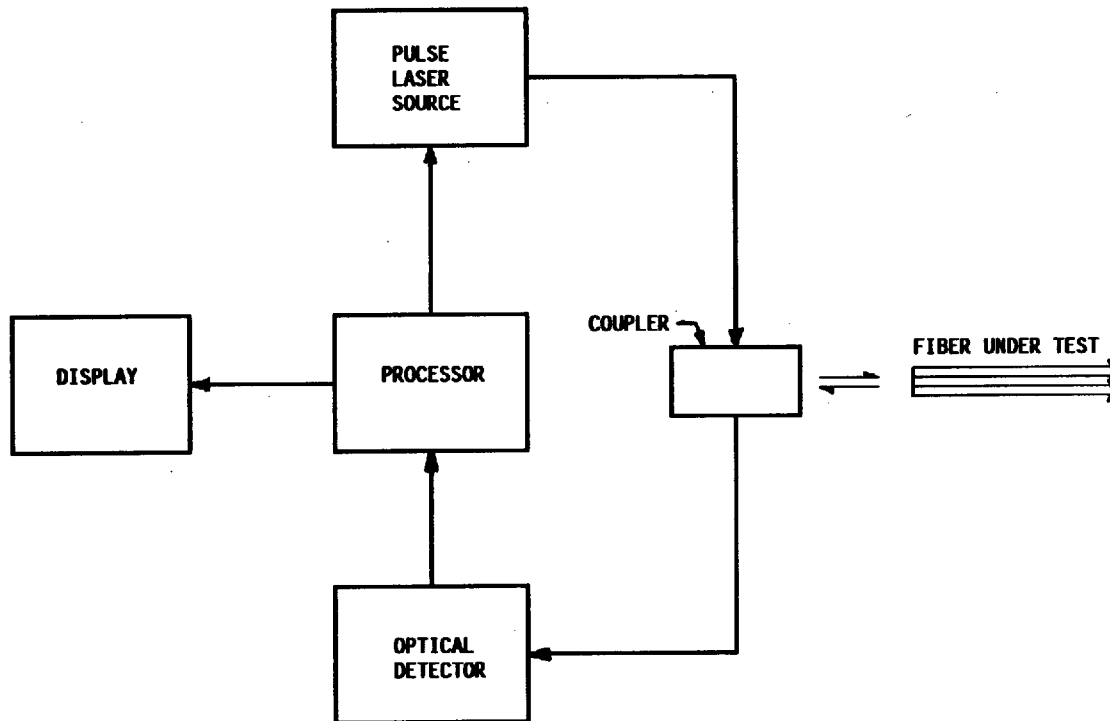 PULSE
LASER
SOURCE
COUPLER
FIBER UNDER TEST
DISPLAY
PROCESSOR
OPTICAL
DETECTOR